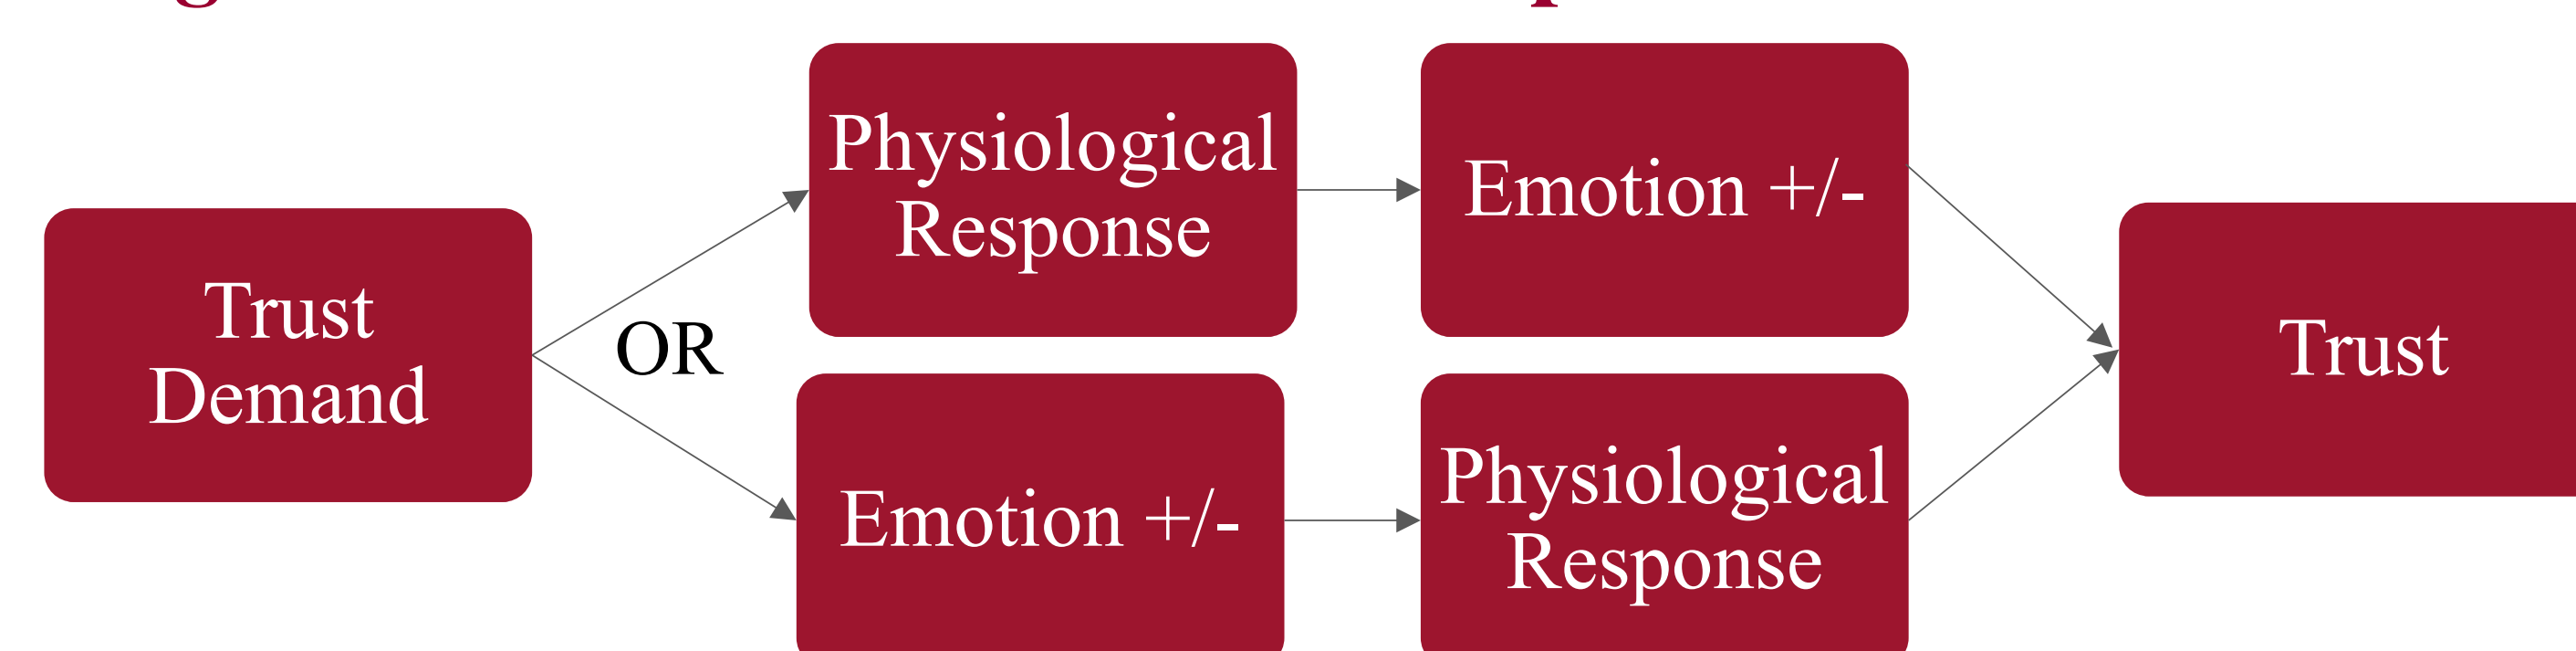 Physiological
Response
Emotion +/-
Trust
Demand
OR
Trust
Emotion +/-
Physiological
Response